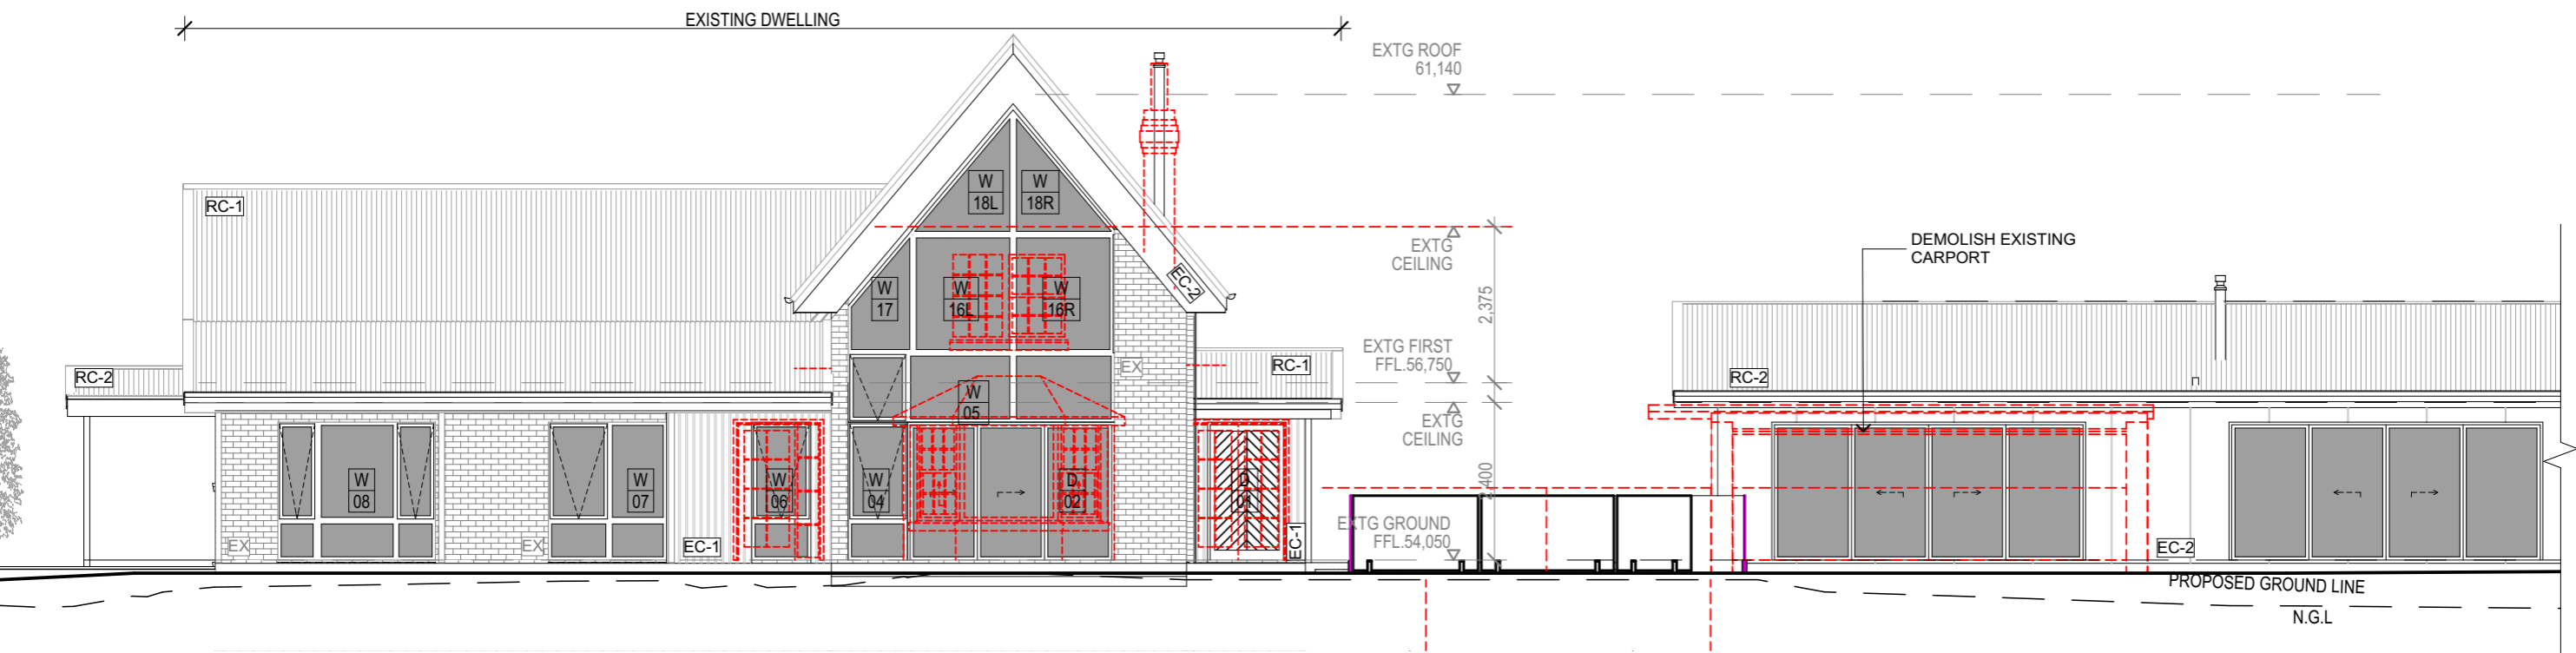 EXISTING DWELLING
EXTG ROOF
61,140
RC-1
W
18L
W
18R
DEMOLISH EXISTING
CARPORT
EXTG
CEILING
EC-2
W
17
W
16L
W
16R
2,375
EXTG FIRST
FFL.56,750
EX
RC-1
RC-2
RC-2
W
05
EXTG
CEILING
W
08
W
07
W
06
W
04
D
02
D
01
2,400
EXTG GROUND
FFL.54,050
EX
EX
EC-1
EC-1
EC-2
PROPOSED GROUND LINE
N.G.L